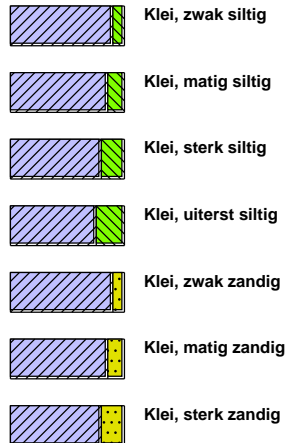 Klei, zwak siltig
Klei, matig siltig
Klei, sterk siltig
Klei, uiterst siltig
Klei, zwak zandig
Klei, matig zandig
Klei, sterk zandig